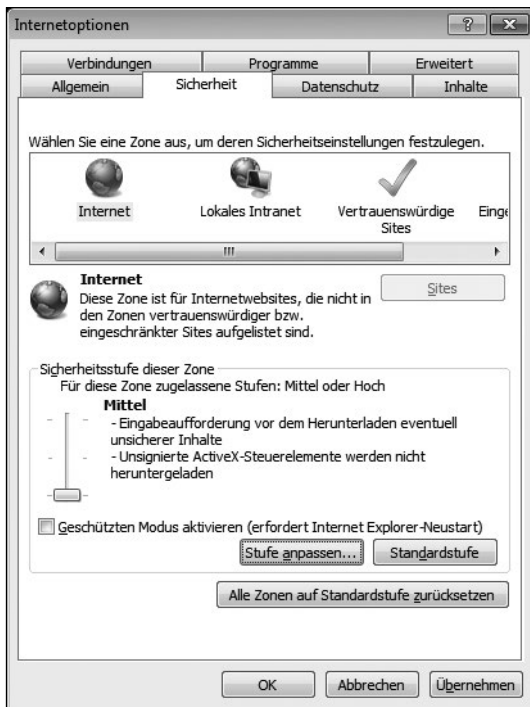 Internetoptionen
Verbindungen
Programme
Erweitert
Allgemein
Sicherheit
Datenschutz
Inhalte
Wählen Sie eine Zone aus, um deren Sicherheitseinstellungen festzulegen.
Internet
Lokales Intranet
Vertrauenswürdige
Sites
Einge
Internet
Sites
Diese Zone ist für Internetwebsites, die nicht in
den Zonen vertrauenswürdiger bzw.
eingeschränkter Sites aufgelistet sind.
Sicherheitsstufe dieser Zone
Für diese Zone zugelassene Stufen: Mittel oder Hoch
Mittel
- Eingabeaufforderung vor dem Herunterladen eventuell
unsicherer Inhalte
- Unsignierte ActiveX-Steuerelemente werden nicht
heruntergeladen
Geschützten Modus aktivieren (erfordert Internet Explorer-Neustart)
Stufe anpassen...
Standardstufe
Alle Zonen auf Standardstufe zurücksetzen
OK
Abbrechen
Übernehmen